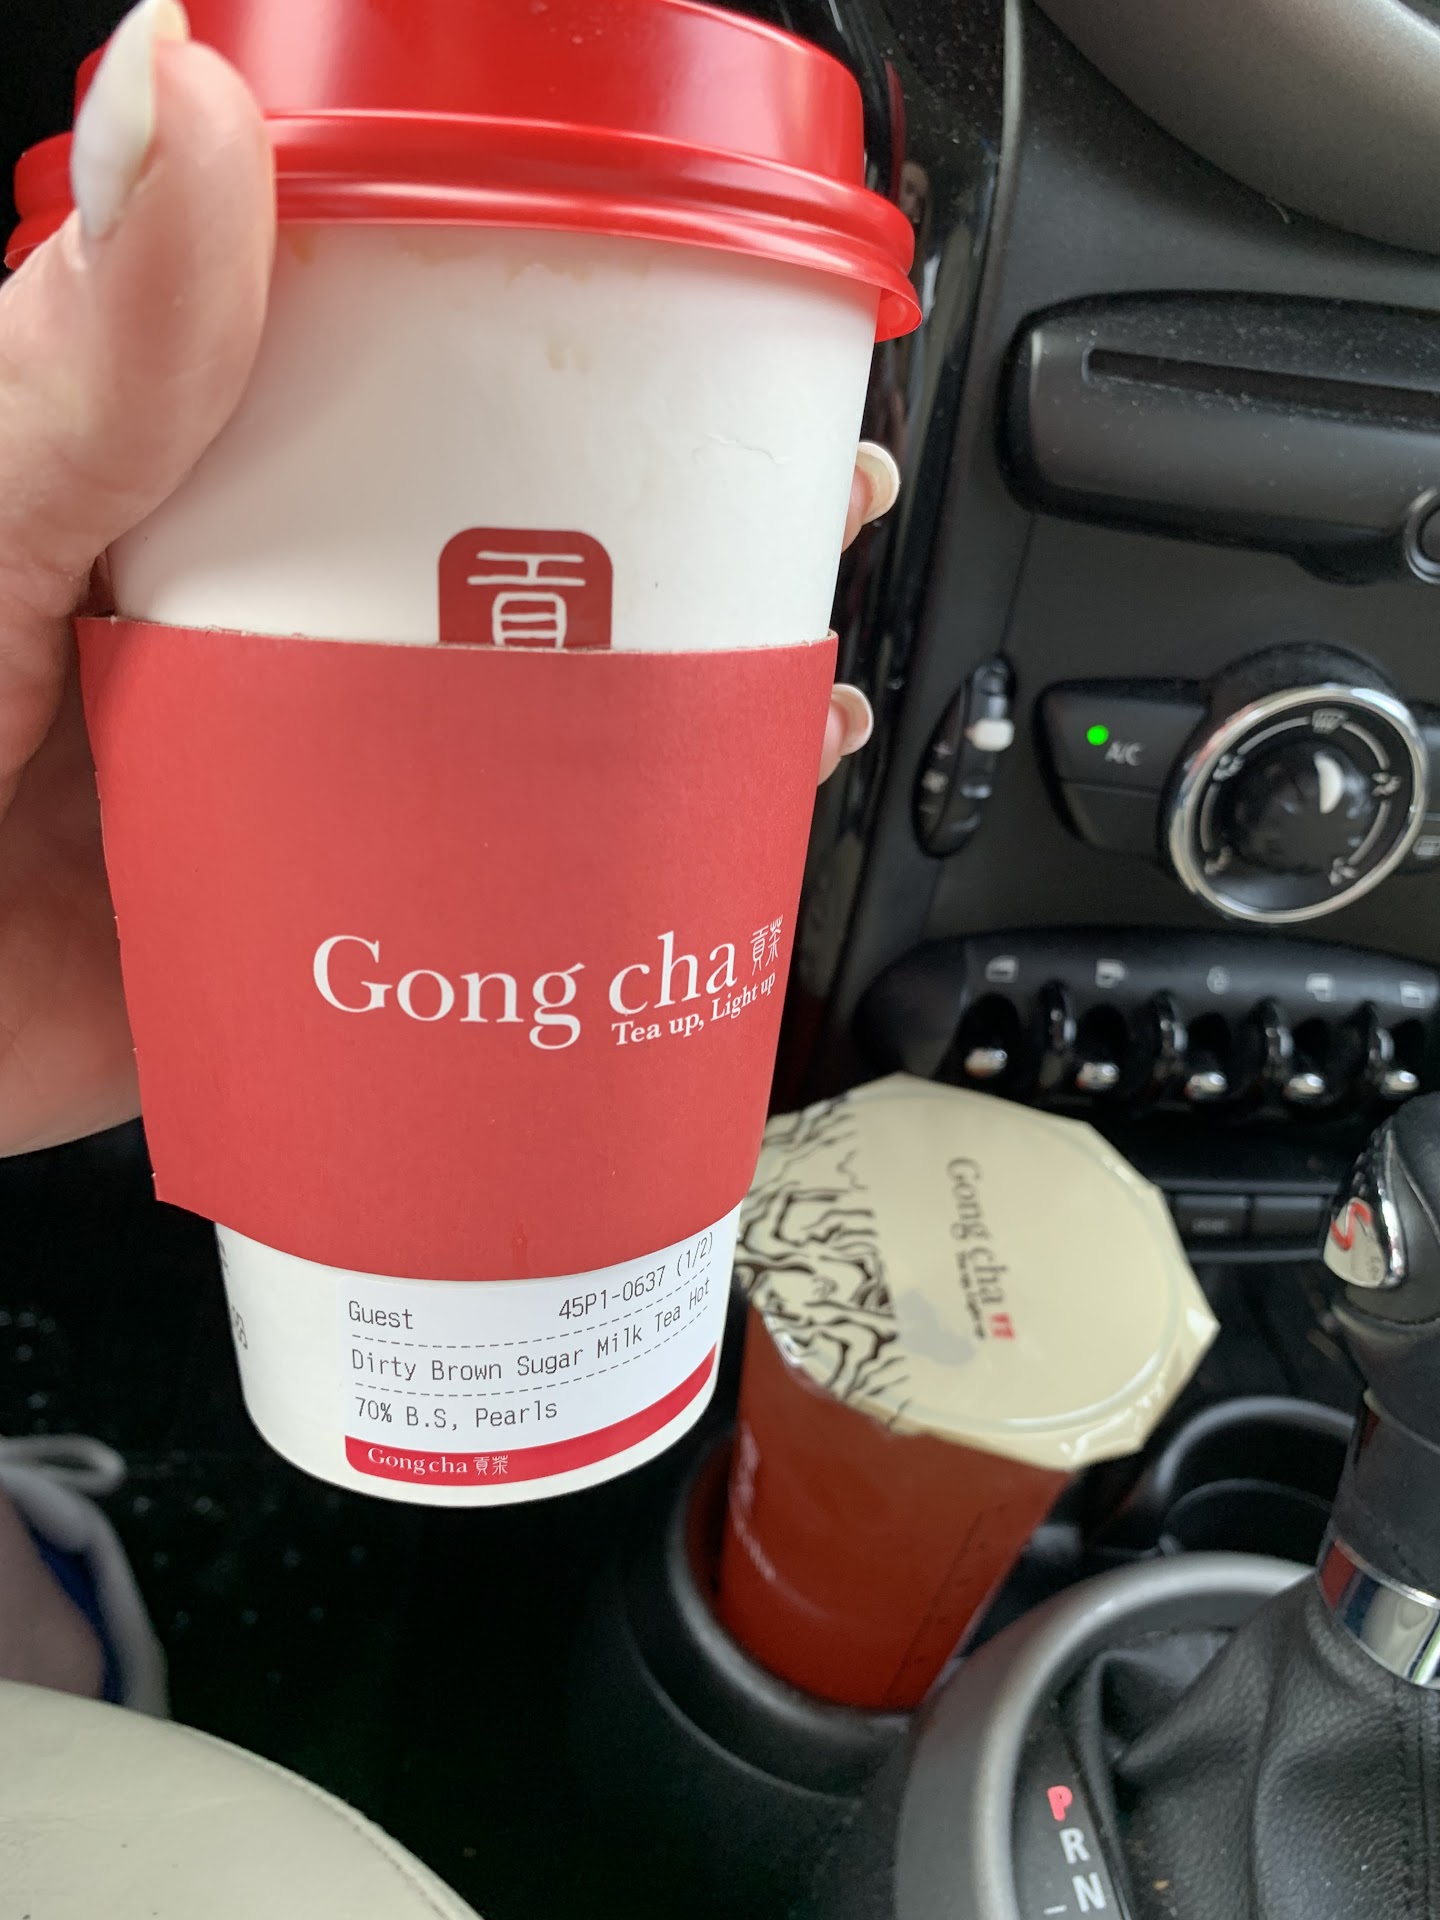 貢
Gong cha 貢茶
Tea up, Light up
Guest 45P1-0637 (1/2)
Dirty Brown Sugar Milk Tea Hot
70% B.S, Pearls
Gong cha 貢茶
Gong cha
A/C
S
P
R
N